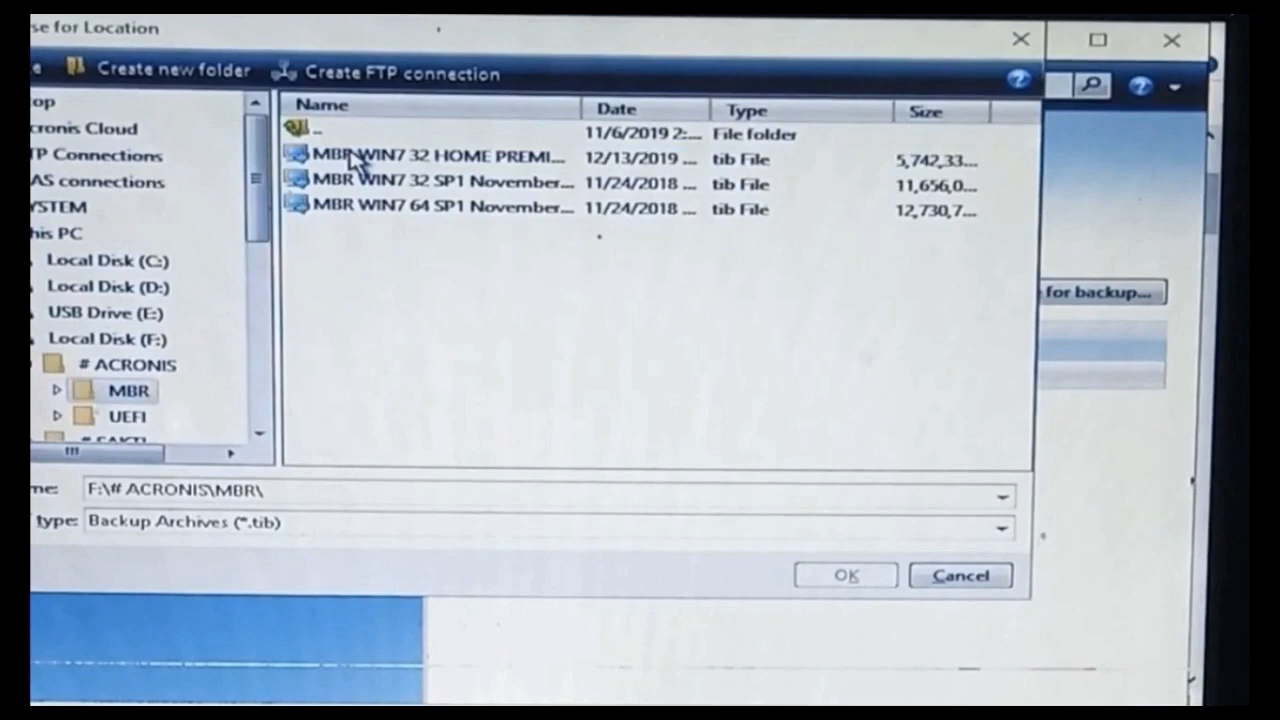 se for Location
e Create new folder Create FTP connection
op
cronis Cloud
TP Connections
AS connections
YSTEM
his PC
Local Disk (C:)
Local Disk (D:)
USB Drive (E:)
Local Disk (F:)
# ACRONIS
MBR
UEFI
Name Date Type Size
.. 11/6/2019 2:... File folder
MBR WIN7 32 HOME PREMI... 12/13/2019 ... tib File 5,742,33...
MBR WIN7 32 SP1 November... 11/24/2018 ... tib File 11,656,0...
MBR WIN7 64 SP1 November... 11/24/2018 ... tib File 12,730,7...
for backup...
me: F:\# ACRONIS\MBR\
type: Backup Archives (*.tib)
OK Cancel